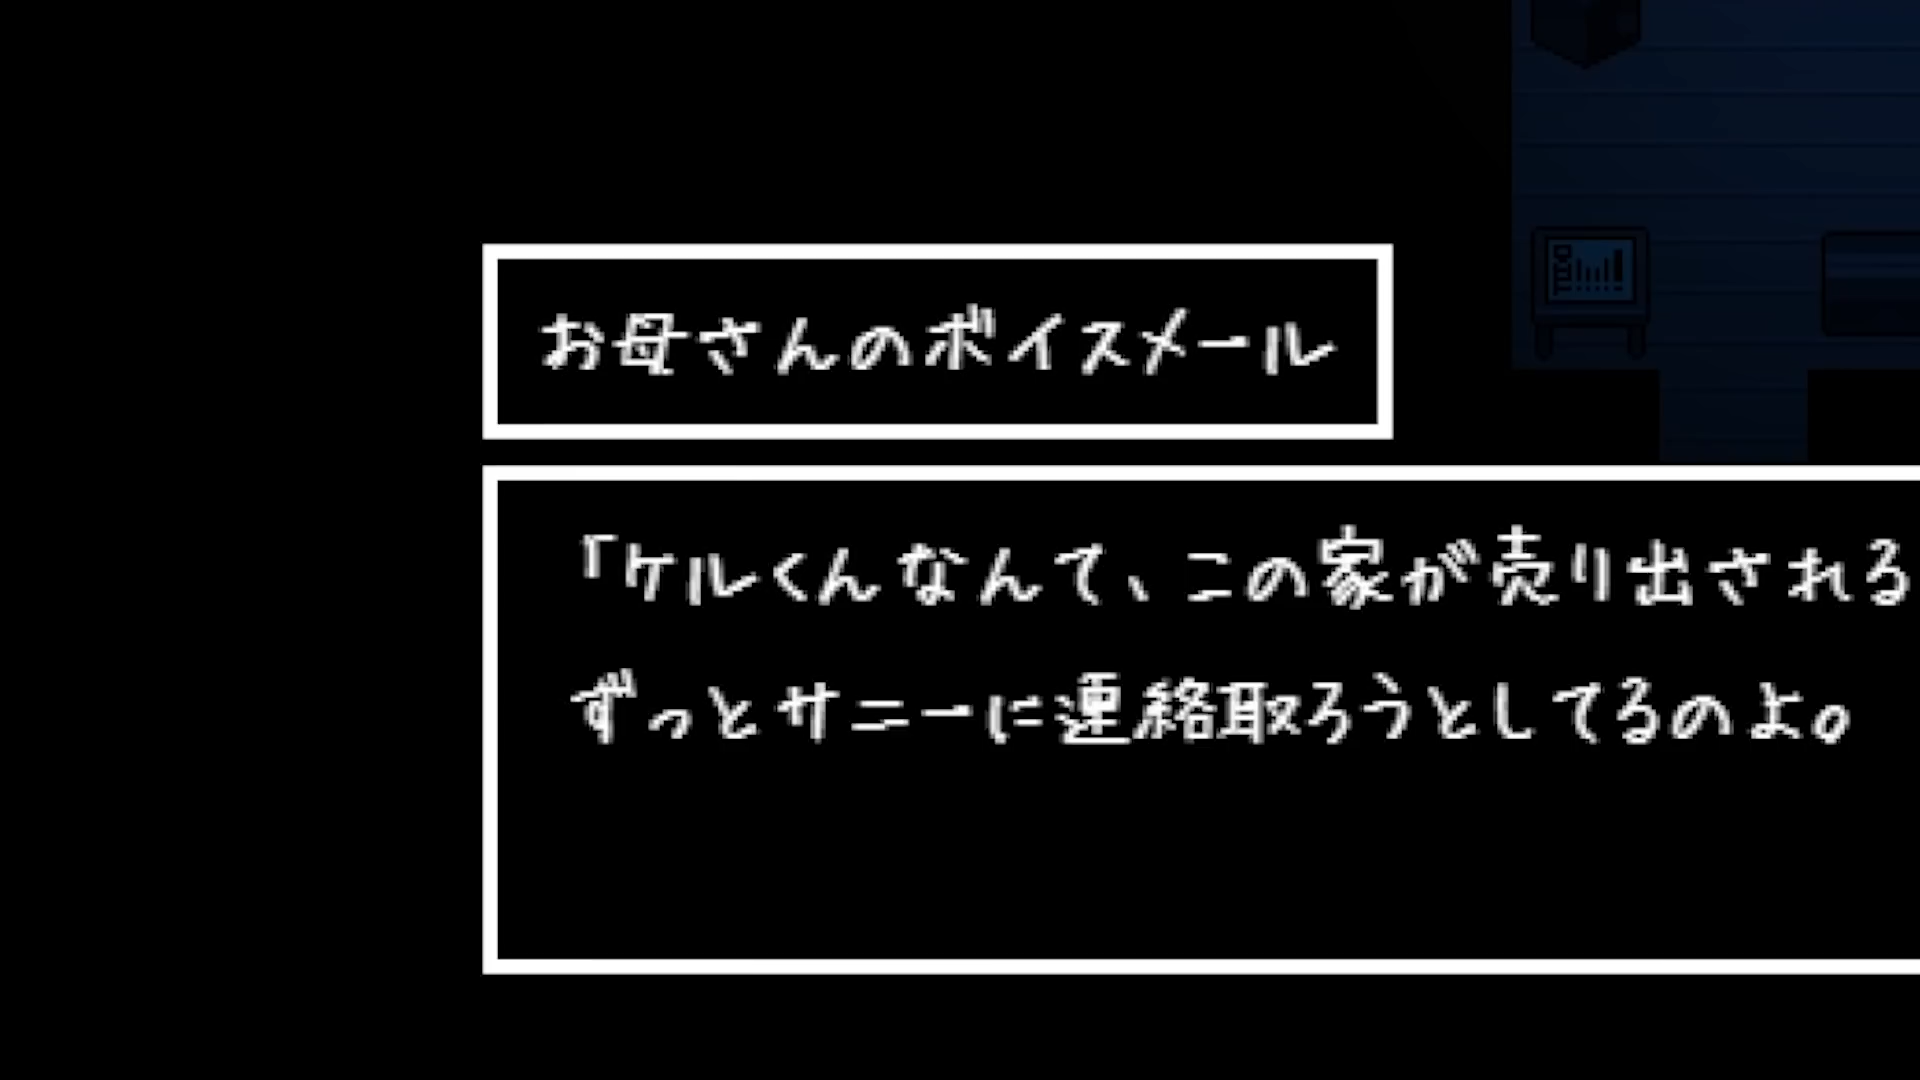 お母さんのボイスメール
「ケルくんなんて、この家が売り出される
ずっとサニーに連絡取ろうとしてるのよ。